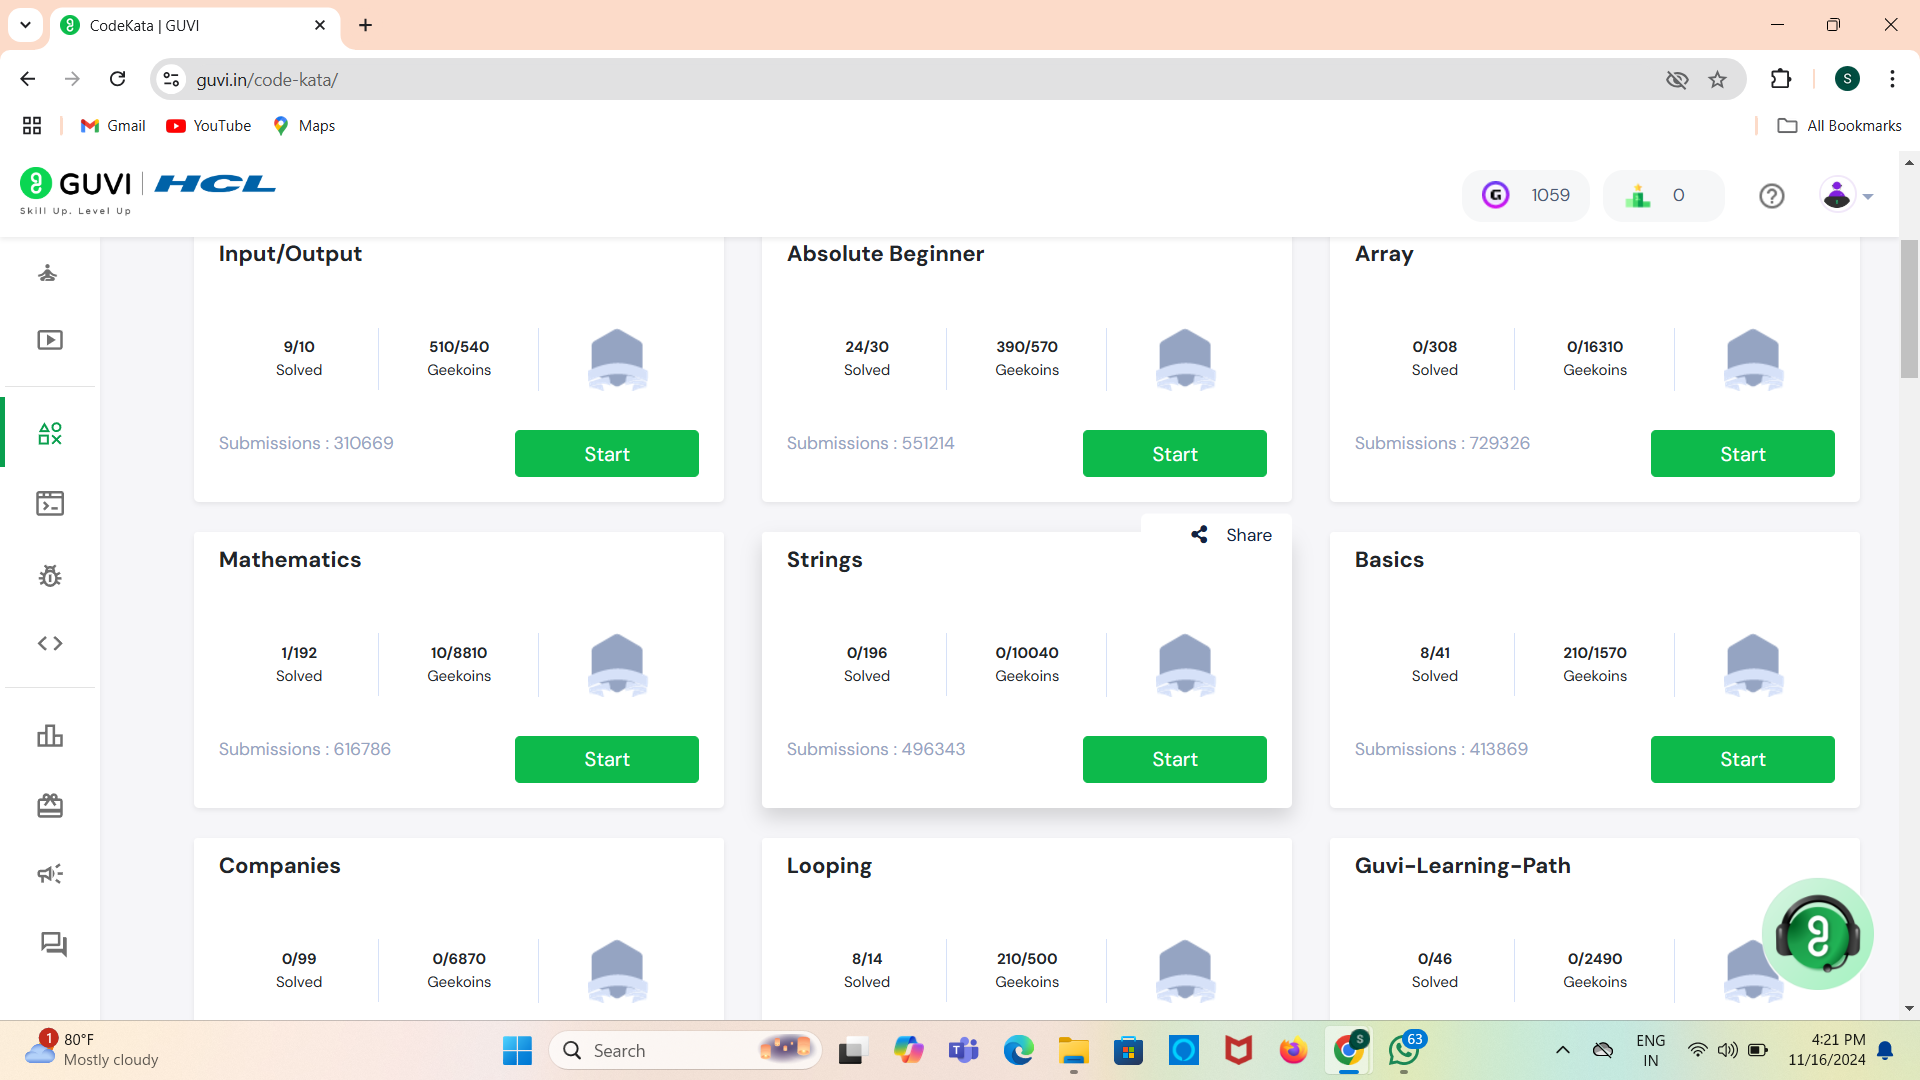 CodeKata | GUVI
guvi.in/code-kata/
S
Gmail
YouTube
Maps
All Bookmarks
GUVI | HCL
Skill Up. Level Up
G 1059
0
Input/Output
9/10 510/540
Solved Geekoins
Submissions : 310669
Start
Absolute Beginner
24/30 390/570
Solved Geekoins
Submissions : 551214
Start
Array
0/308 0/16310
Solved Geekoins
Submissions : 729326
Start
Mathematics
1/192 10/8810
Solved Geekoins
Submissions : 616786
Start
Share
Strings
0/196 0/10040
Solved Geekoins
Submissions : 496343
Start
Basics
8/41 210/1570
Solved Geekoins
Submissions : 413869
Start
Companies
0/99 0/6870
Solved Geekoins
Looping
8/14 210/500
Solved Geekoins
Guvi-Learning-Path
0/46 0/2490
Solved Geekoins
1
80°F
Mostly cloudy
Search
S
63
ENG
IN
4:21 PM
11/16/2024